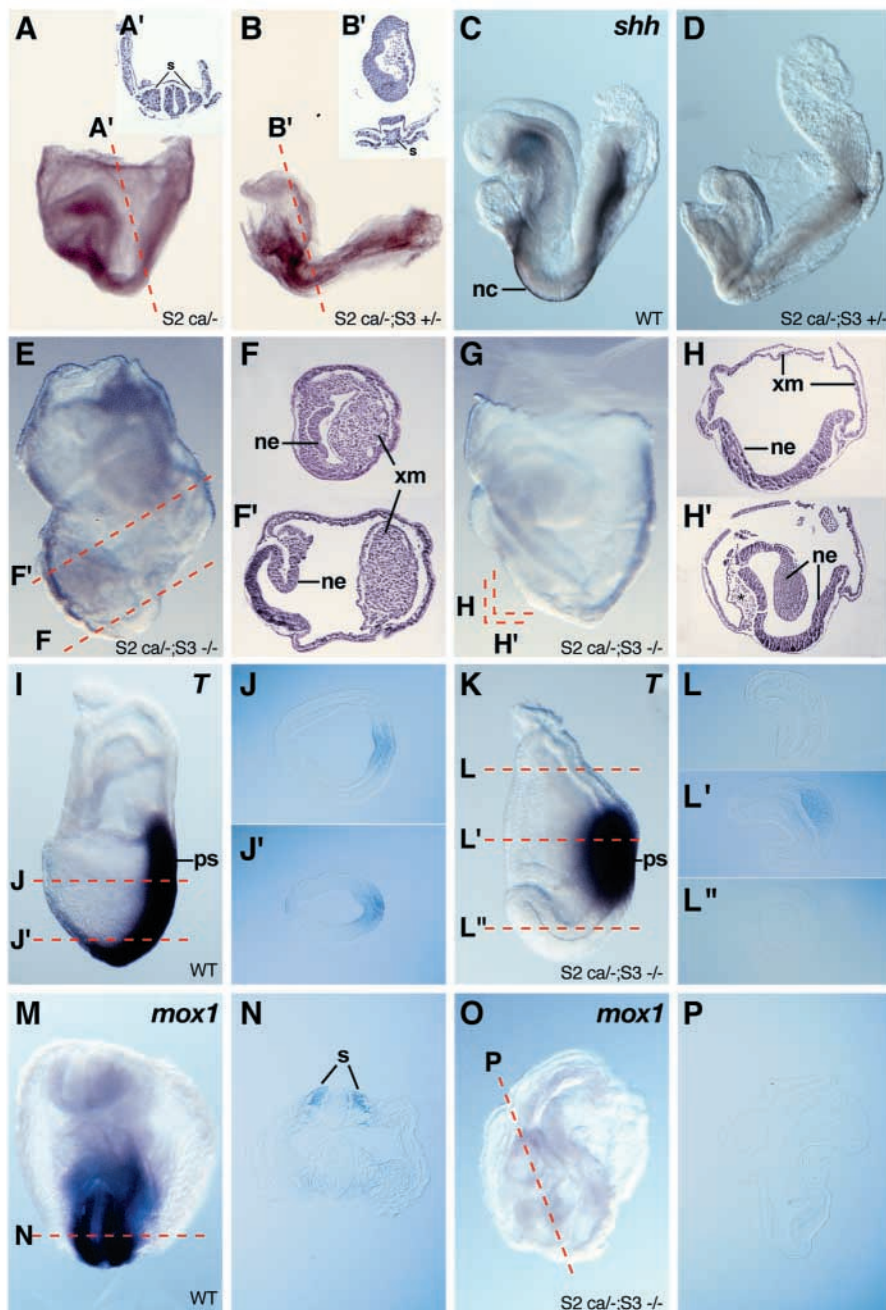 A
A'
s
A'
S2 ca/-
B
B'
s
B'
S2 ca/-;S3 +/-
C
shh
nc
WT
D
S2 ca/-;S3 +/-
E
F'
F
S2 ca/-;S3 -/-
F
ne
xm
F'
ne
G
H
H'
S2 ca/-;S3 -/-
H
xm
ne
H'
ne
*
I
T
ps
J
J'
WT
J
J'
K
T
L
L'
ps
L"
S2 ca/-;S3 -/-
L
L'
L"
M
mox1
N
WT
N
s
O
mox1
P
S2 ca/-;S3 -/-
P